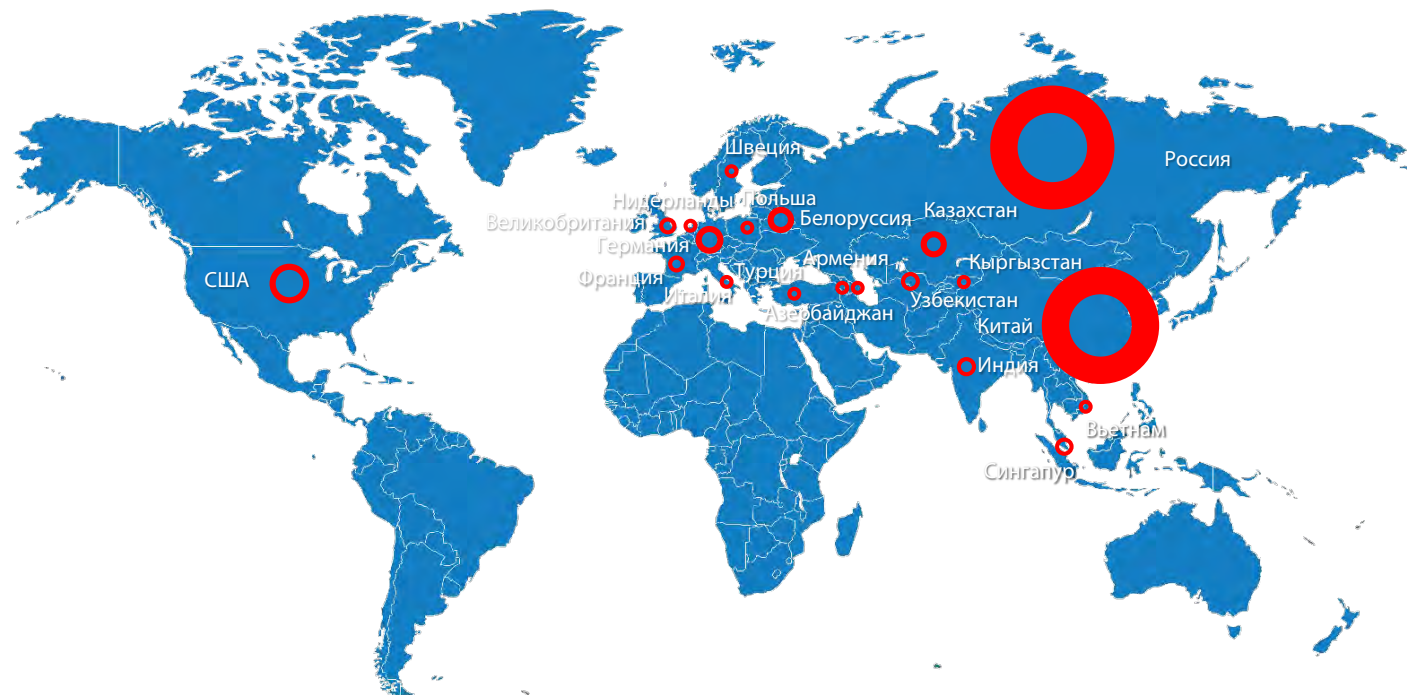 Швеция
Россия
Нидерланды
Польша
Казахстан
Великобритания
Белоруссия
Германия
Армения
Кыргызстан
США
Франция
Турция
Италия
Узбекистан
Азербайджан
Китай
Индия
Вьетнам
Сингапур